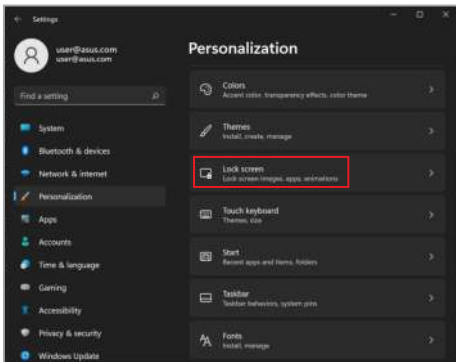 Settings
user@asus.com
user@asus.com
Find a setting
System
Bluetooth & devices
Network & internet
Personalization
Apps
Accounts
Time & language
Gaming
Accessibility
Privacy & security
Windows Update
Personalization
Colors
Accent color, transparency effects, color theme
Themes
Install, create, manage
Lock screen
Lock screen images, apps, animations
Touch keyboard
Themes, size
Start
Recent apps and items, folders
Taskbar
Taskbar behaviors, system pins
Fonts
Install, manage